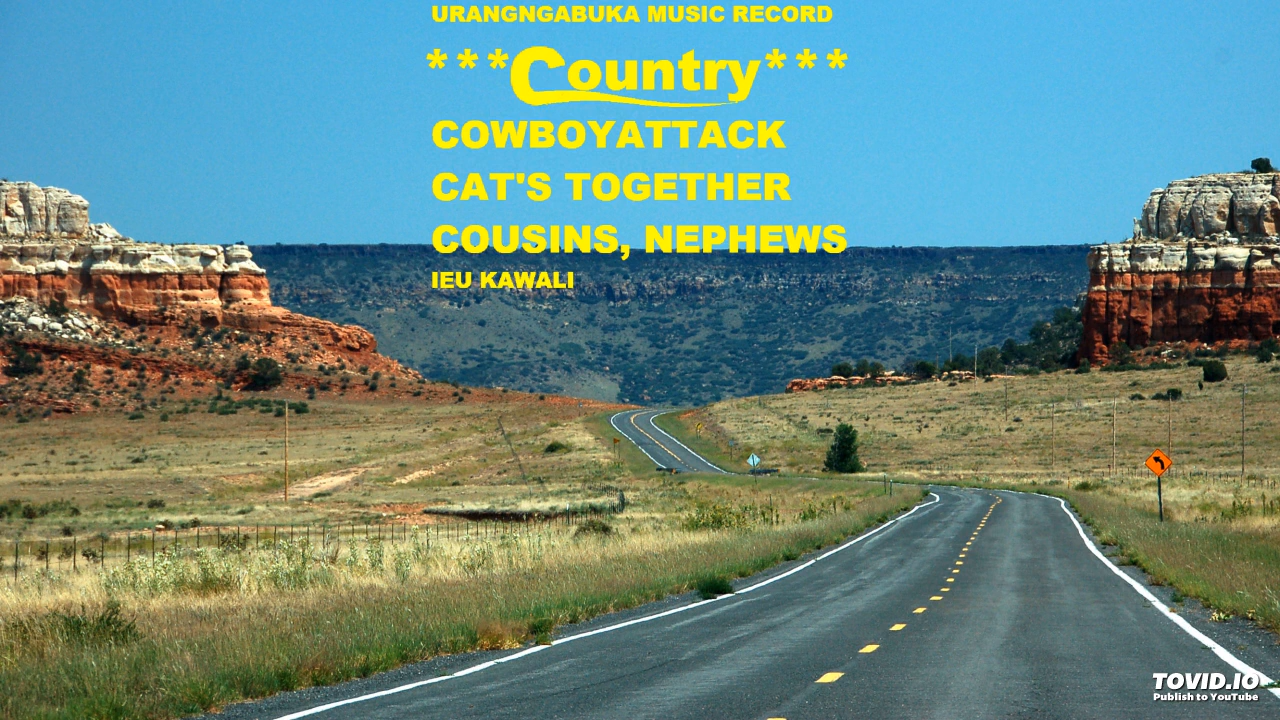 URANGNGABUKA MUSIC RECORD
***Country***
COWBOYATTACK
CAT'S TOGETHER
COUSINS, NEPHEWS
IEU KAWALI
TOVID.IO
Publish to YouTube